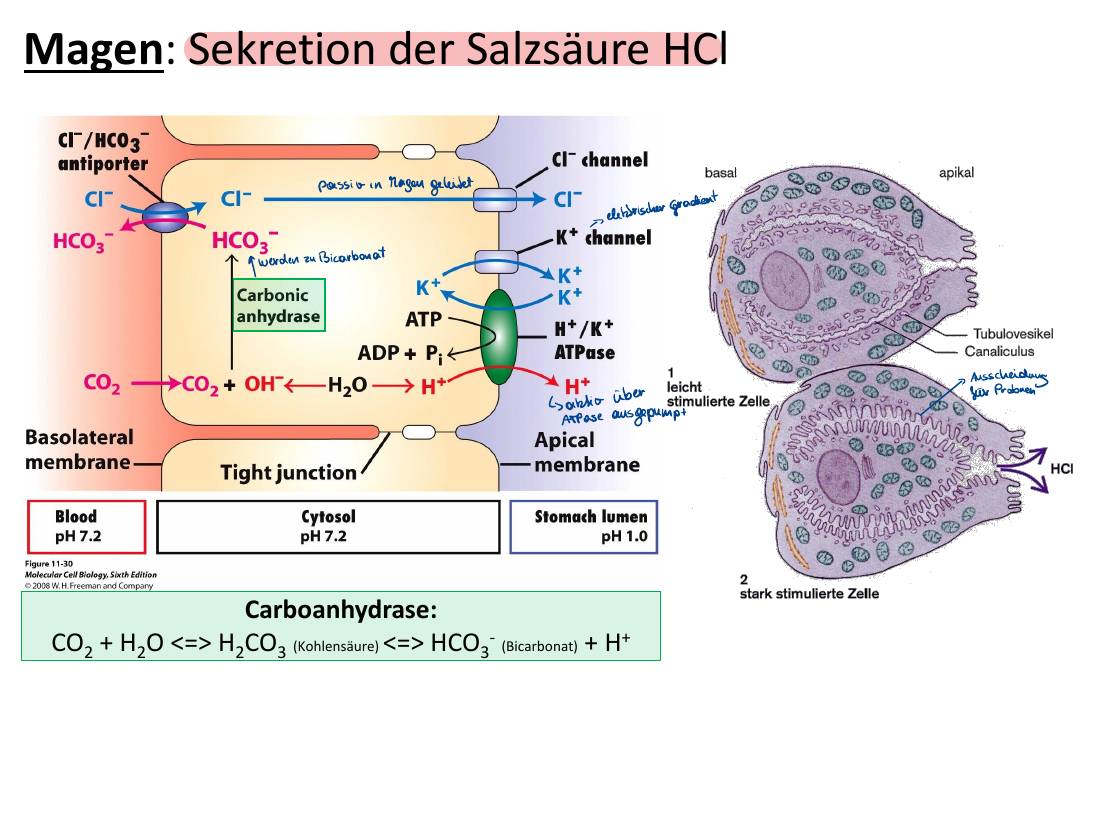 Magen: Sekretion der Salzsäure HCl
Cl⁻/HCO₃⁻
antiporter
Cl⁻
HCO₃⁻
Cl⁻
HCO₃⁻
passiv in Magen geleitet
werden zu Bicarbonat
Carbonic
anhydrase
Cl⁻ channel
Cl⁻
elektrischer gradient
K⁺ channel
K⁺
K⁺
K⁺
ATP
ADP + Pi
H⁺/K⁺
ATPase
CO₂
CO₂ + OH⁻
H₂O
H⁺
H⁺
aktiv über
ATPase ausgepumpt
Basolateral
membrane
Tight junction
Apical
membrane
Blood
pH 7.2
Cytosol
pH 7.2
Stomach lumen
pH 1.0
Figure 11-30
Molecular Cell Biology, Sixth Edition
© 2008 W. H. Freeman and Company
Carboanhydrase:
CO₂ + H₂O <=> H₂CO₃ (Kohlensäure) <=> HCO₃⁻ (Bicarbonat) + H⁺
basal
apikal
Tubulovesikel
Canaliculus
1
leicht
stimulierte Zelle
Ausscheidung
für Protonen
HCl
2
stark stimulierte Zelle